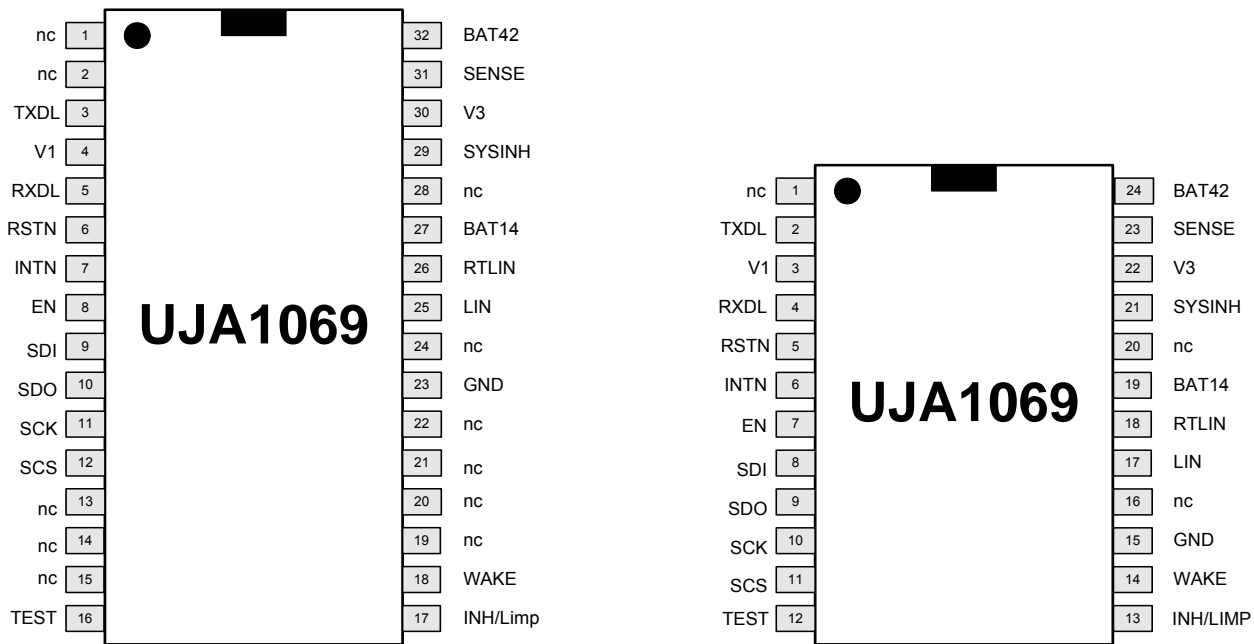 nc 1
nc 2
TXDL 3
V1 4
RXDL 5
RSTN 6
INTN 7
EN 8
SDI 9
SDO 10
SCK 11
SCS 12
nc 13
nc 14
nc 15
TEST 16
UJA1069
32 BAT42
31 SENSE
30 V3
29 SYSINH
28 nc
27 BAT14
26 RTLIN
25 LIN
24 nc
23 GND
22 nc
21 nc
20 nc
19 nc
18 WAKE
17 INH/Limp
nc 1
TXDL 2
V1 3
RXDL 4
RSTN 5
INTN 6
EN 7
SDI 8
SDO 9
SCK 10
SCS 11
TEST 12
UJA1069
24 BAT42
23 SENSE
22 V3
21 SYSINH
20 nc
19 BAT14
18 RTLIN
17 LIN
16 nc
15 GND
14 WAKE
13 INH/LIMP